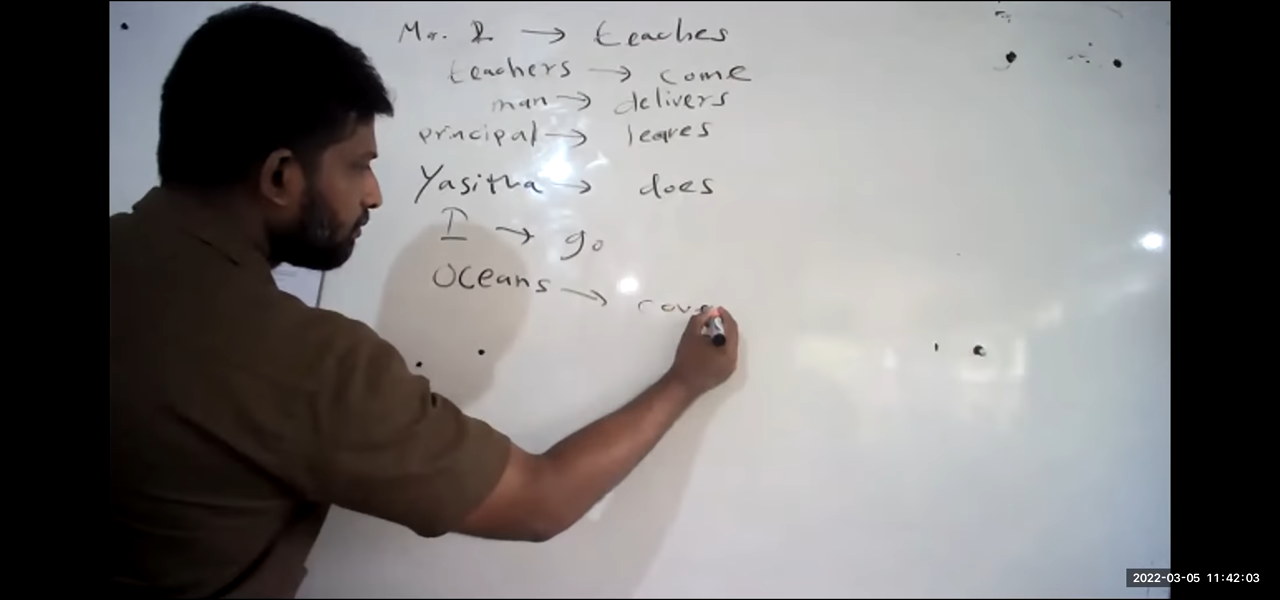 Mr. R → teaches
teachers → come
man → delivers
principal → leaves
Yasitha → does
I → go
Oceans → cove
2022-03-05 11:42:03